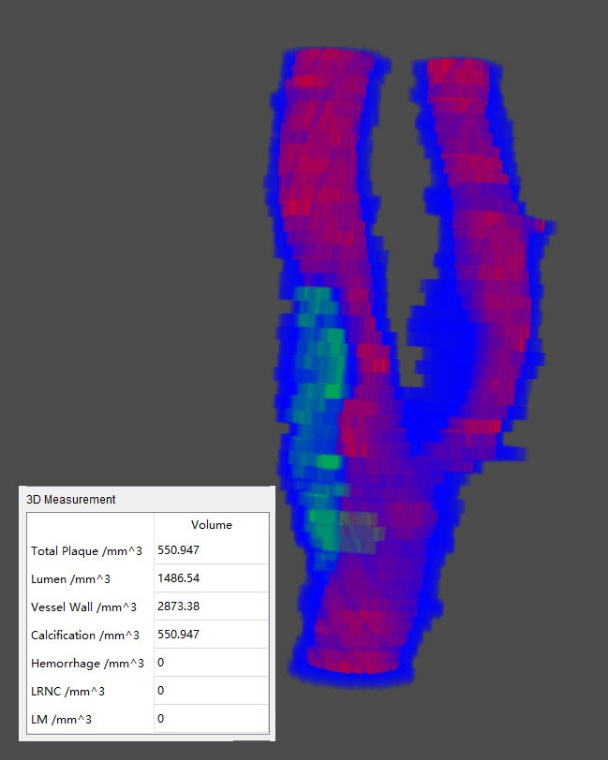 3D Measurement
Volume
Total Plaque /mm^3 550.947
Lumen /mm^3 1486.54
Vessel Wall /mm^3 2873.38
Calcification /mm^3 550.947
Hemorrhage /mm^3 0
LRNC /mm^3 0
LM /mm^3 0